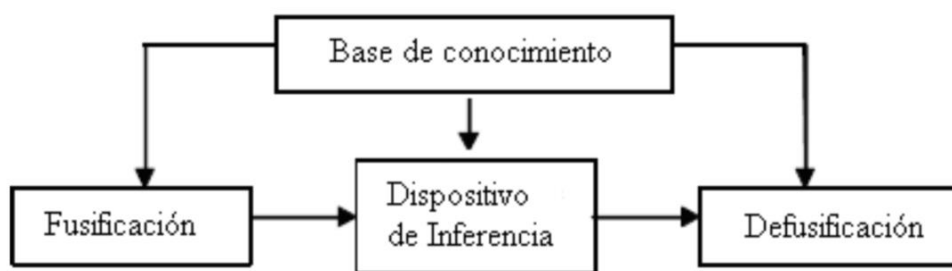 Base de conocimiento
Fusificación
Dispositivo
de Inferencia
Defusificación